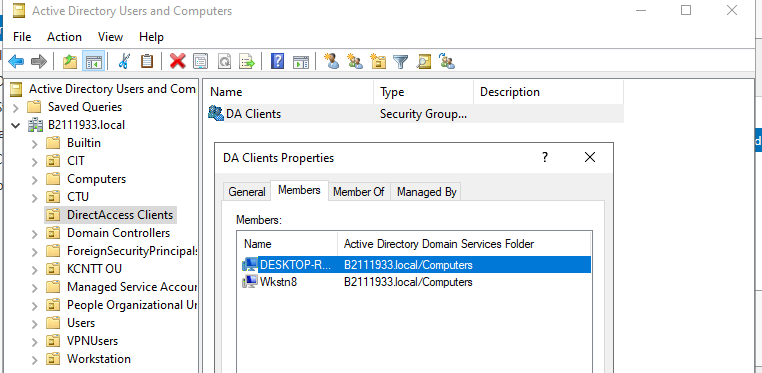 Active Directory Users and Computers
File Action View Help
Active Directory Users and Com
Saved Queries
B2111933.local
Builtin
CIT
Computers
CTU
DirectAccess Clients
Domain Controllers
ForeignSecurityPrincipals
KCNTT OU
Managed Service Accour
People Organizational Ur
Users
VPNUsers
Workstation
Name Type Description
DA Clients Security Group...
DA Clients Properties
General Members Member Of Managed By
Members:
Name Active Directory Domain Services Folder
DESKTOP-R... B2111933.local/Computers
Wkstn8 B2111933.local/Computers